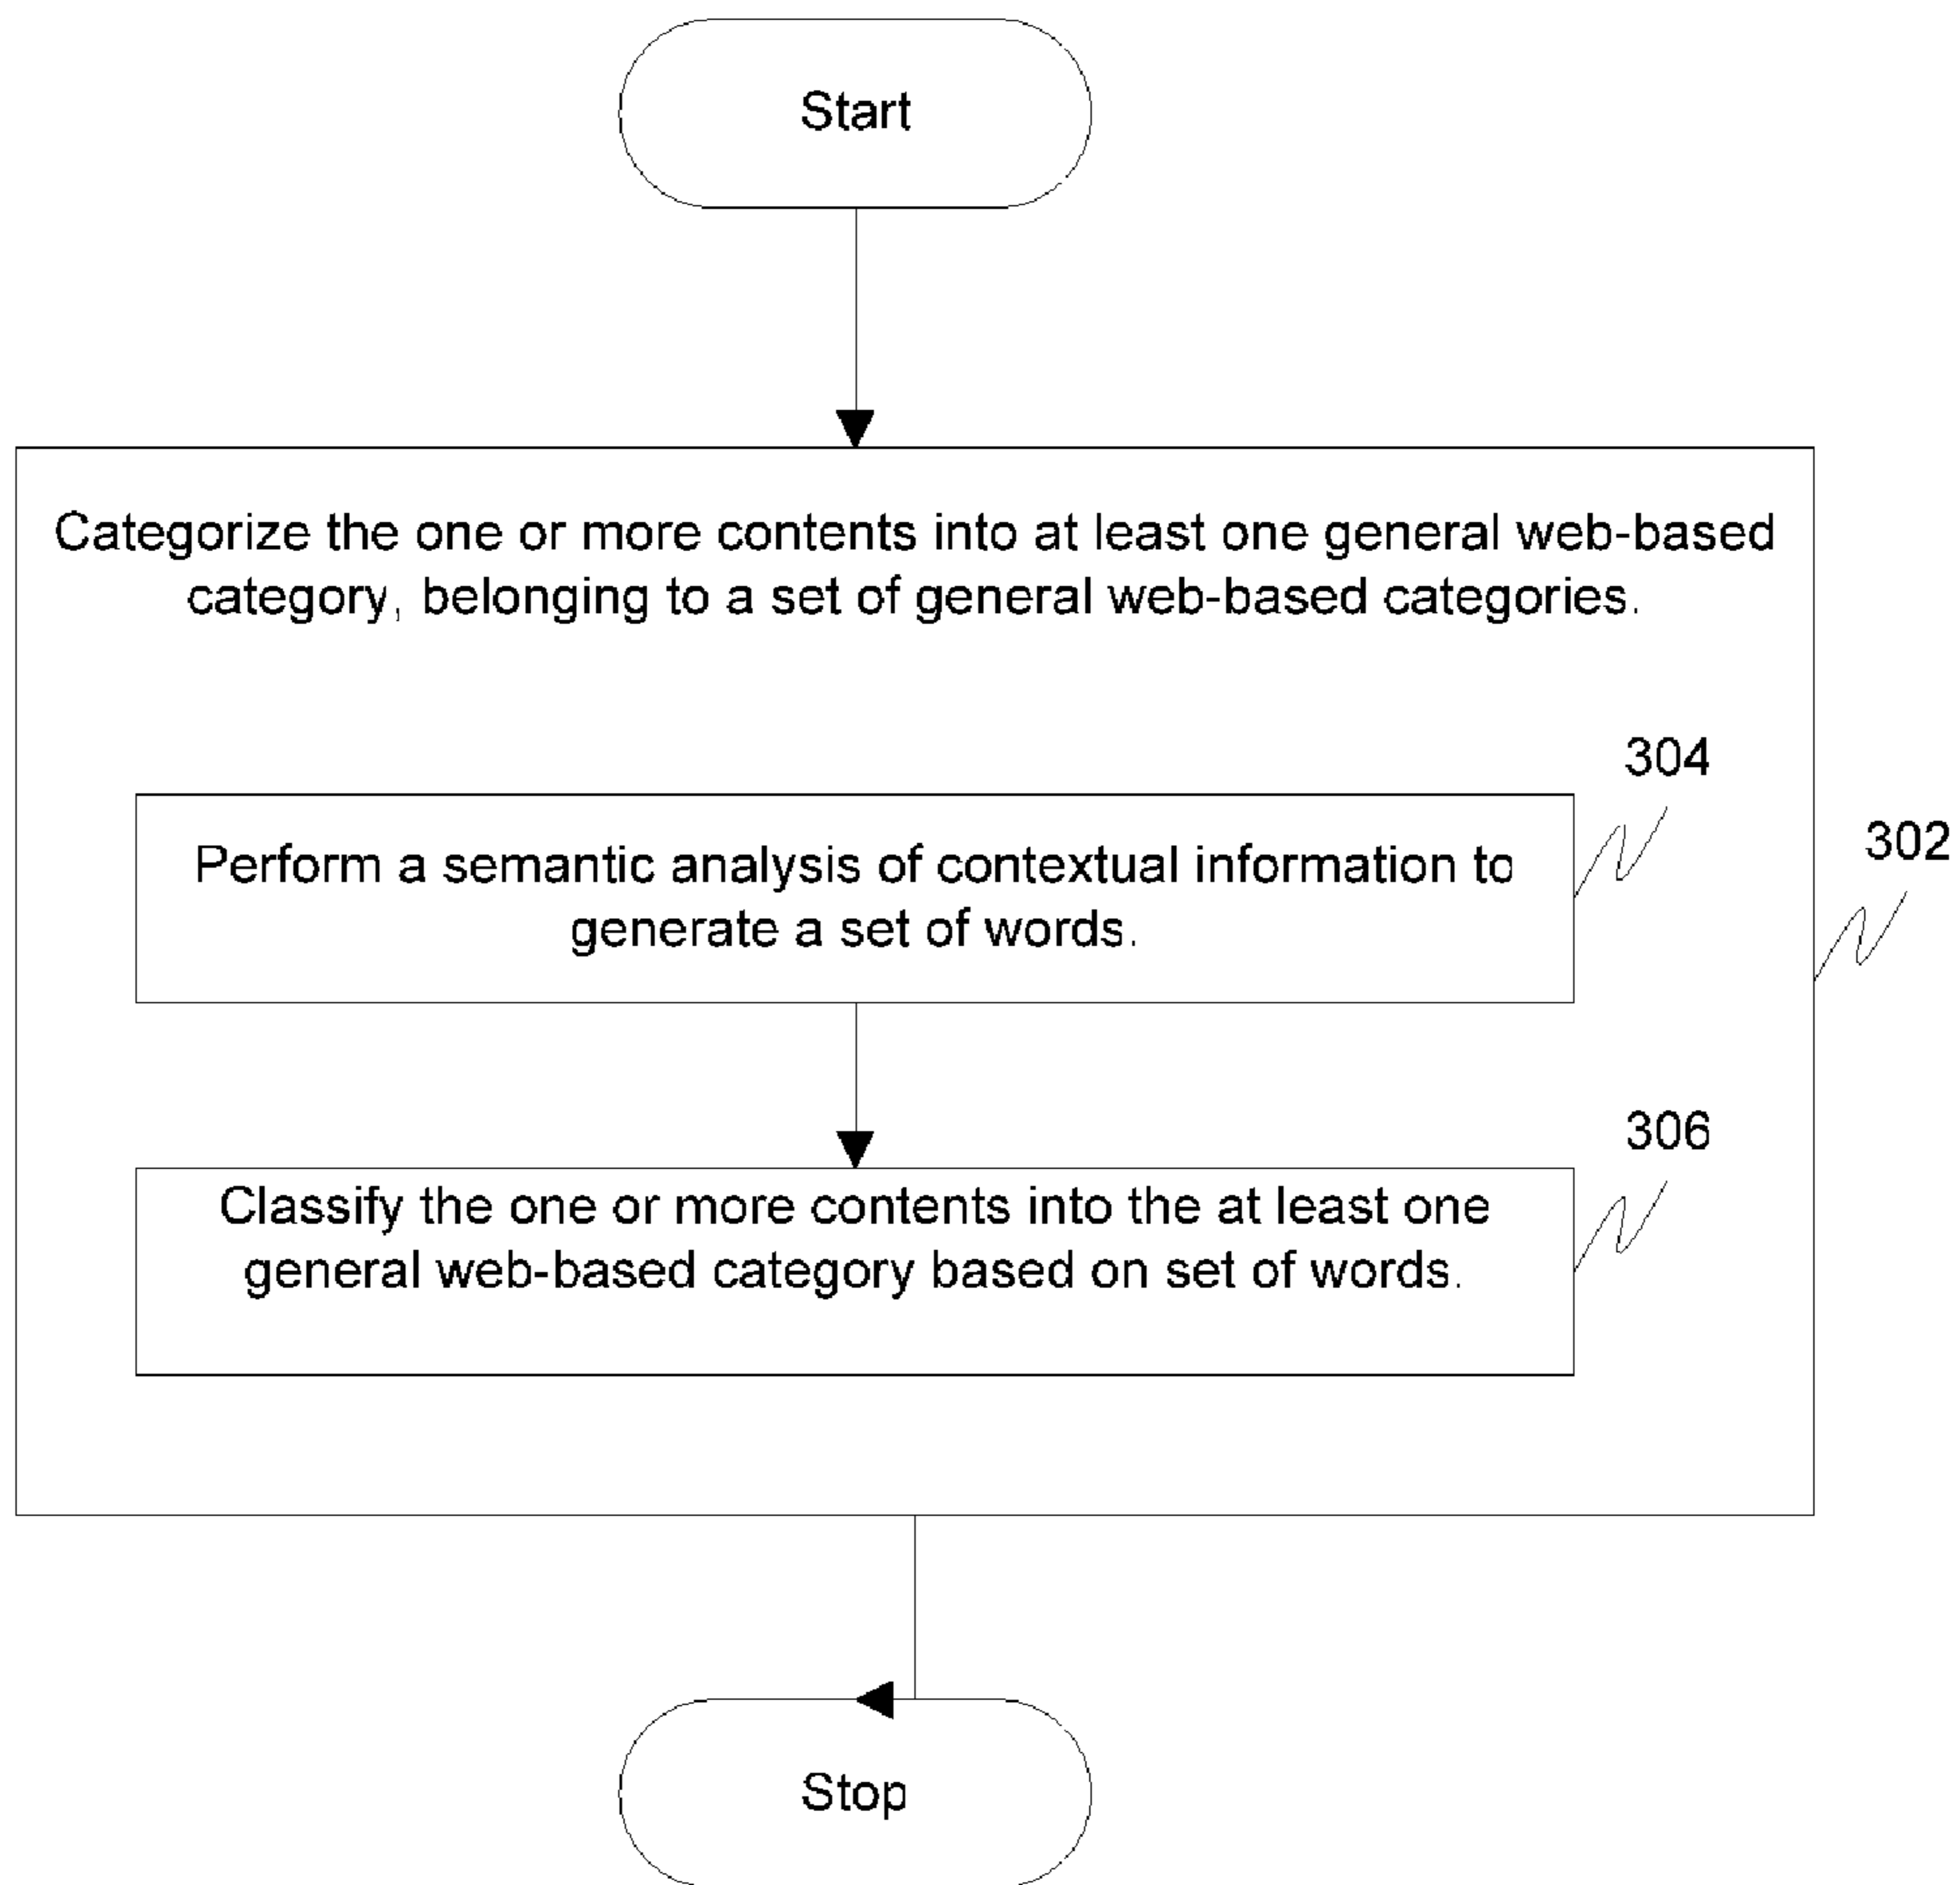 Start
Categorize the one or more contents into at least one general web-based
category, belonging to a set of general web-based categories.
304
302
Perform a semantic analysis of contextual information to
generate a set of words.
306
Classify the one or more contents into the at least one
general web-based category based on set of words.
Stop